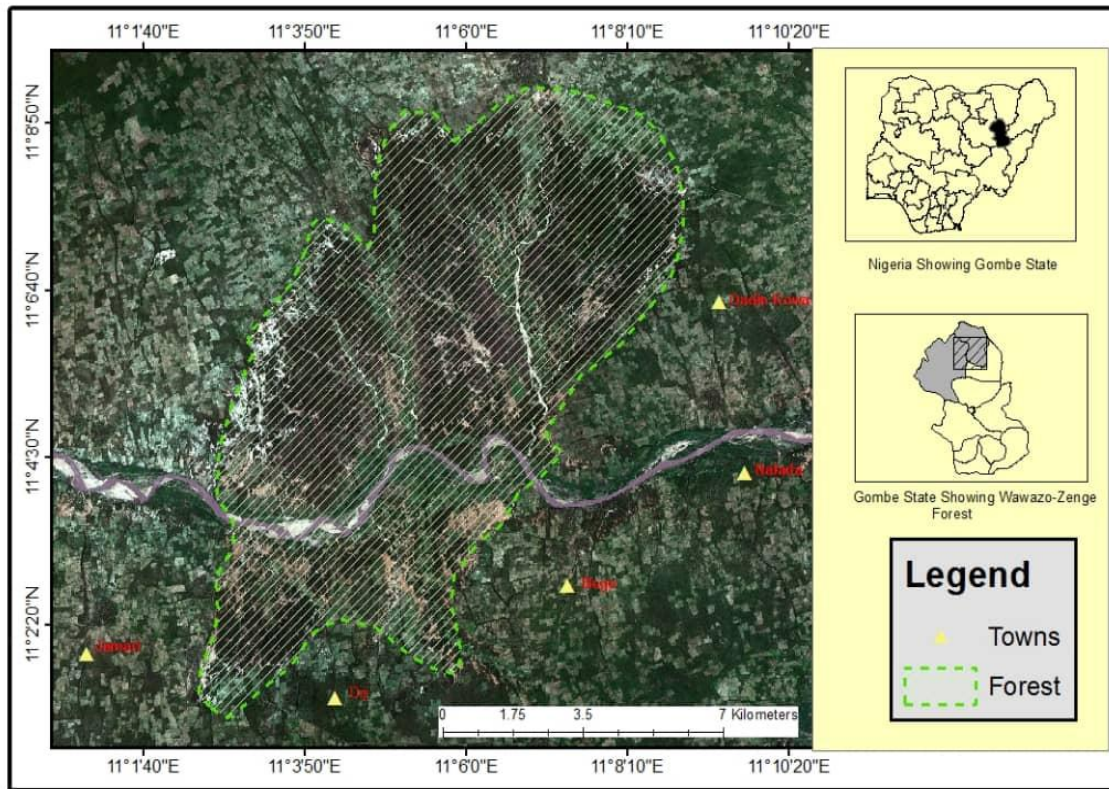 11°1'40"E 11°3'50"E 11°6'0"E 11°8'10"E 11°10'20"E
11°8'50"N
11°6'40"N
11°4'30"N
11°2'20"N
Nafada
0 1.75 3.5 7 Kilometers
11°1'40"E 11°3'50"E 11°6'0"E 11°8'10"E 11°10'20"E
Nigeria Showing Gombe State
Gombe State Showing Wawazo-Zenge
Forest
Legend
Towns
Forest